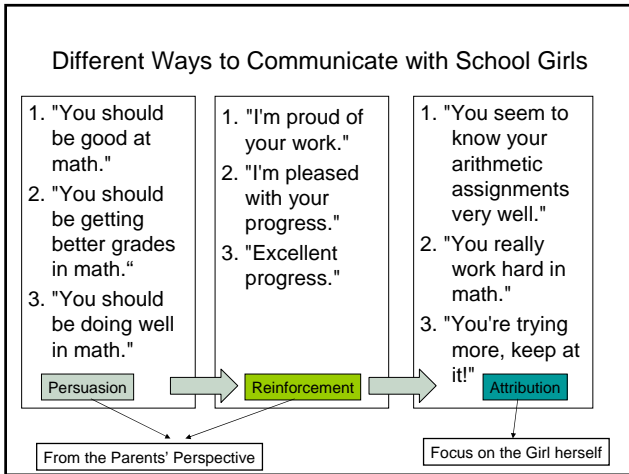 Different Ways to Communicate with School Girls
1. "You should
be good at
math."
2. "You should
be getting
better grades
in math.“
3. "You should
be doing well
in math."
Persuasion
1. "I'm proud of
your work."
2. "I'm pleased
with your
progress."
3. "Excellent
progress."
Reinforcement
1. "You seem to
know your
arithmetic
assignments
very well."
2. "You really
work hard in
math."
3. "You're trying
more, keep at
it!"
Attribution
From the Parents’ Perspective
Focus on the Girl herself